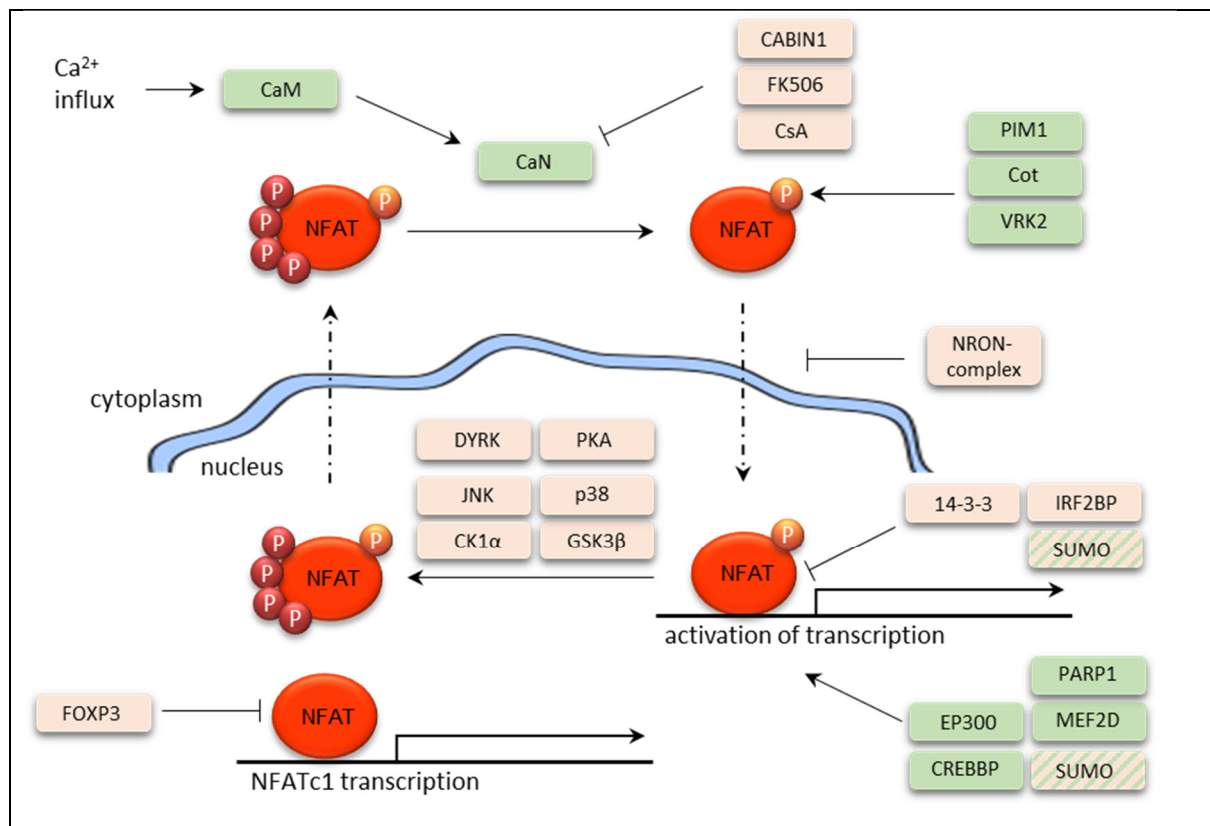 Ca²⁺
influx
CaM
CaN
CABIN1
FK506
CsA
PIM1
Cot
VRK2
P
P
P
P
P
NFAT
P
NFAT
NRON-
complex
cytoplasm
nucleus
DYRK
PKA
JNK
p38
CK1α
GSK3β
14-3-3
IRF2BP
SUMO
P
P
P
P
P
NFAT
P
NFAT
activation of transcription
PARP1
EP300
MEF2D
CREBBP
SUMO
FOXP3
NFAT
NFATc1 transcription